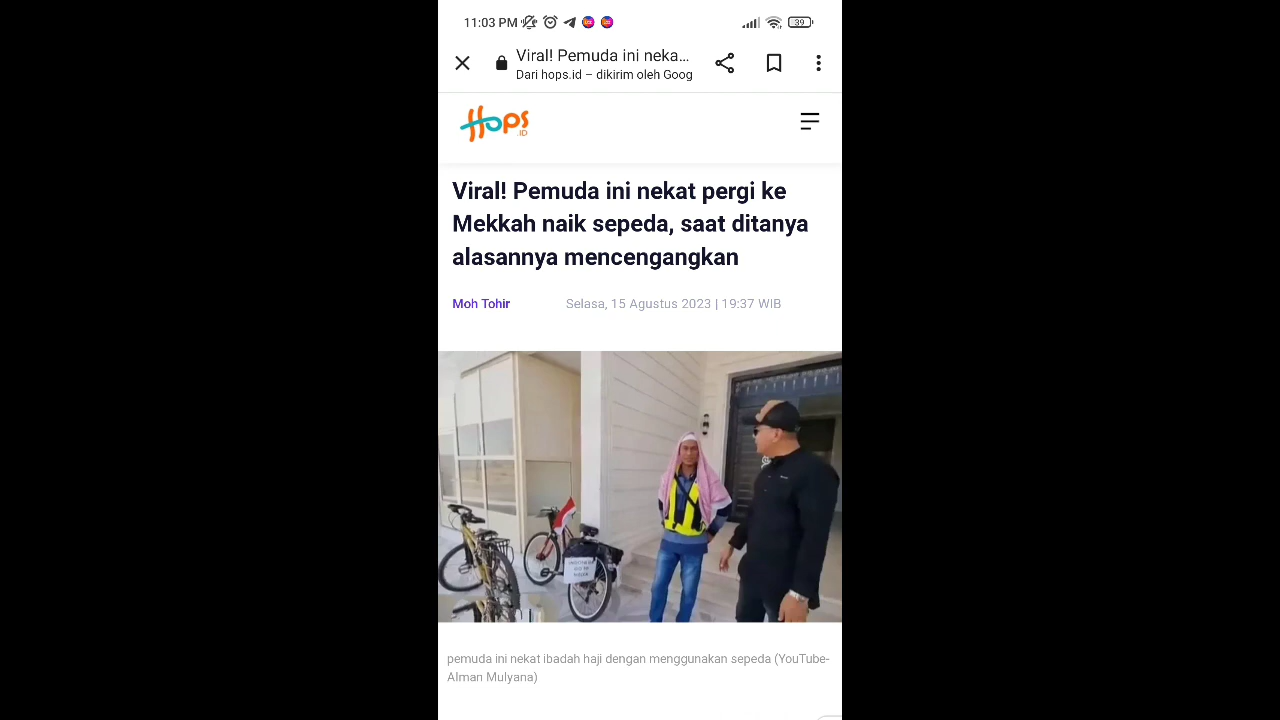 11:03 PM
39
Viral! Pemuda ini neka...
Dari hops.id – dikirim oleh Goog
Hops
.ID
Viral! Pemuda ini nekat pergi ke
Mekkah naik sepeda, saat ditanya
alasannya mencengangkan
Moh Tohir
Selasa, 15 Agustus 2023 | 19:37 WIB
pemuda ini nekat ibadah haji dengan menggunakan sepeda (YouTube-
Alman Mulyana)